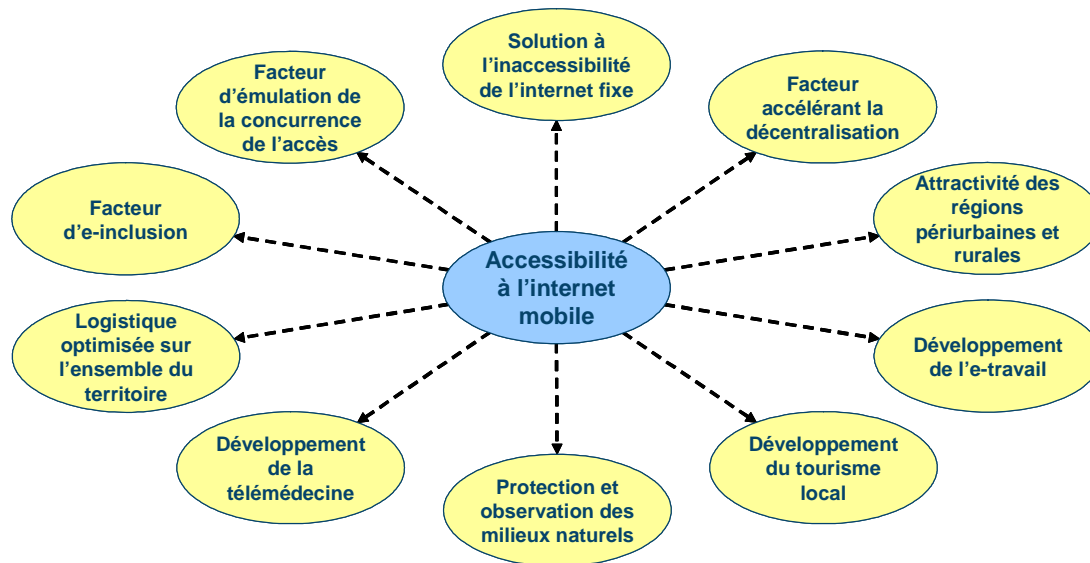 Solution à
l’inaccessibilité
de l’internet fixe
Facteur
d’émulation de
la concurrence
de l’accès
Facteur
accélérant la
décentralisation
Facteur
d’e-inclusion
Attractivité des
régions
périurbaines et
rurales
Accessibilité
à l’internet
mobile
Logistique
optimisée sur
l’ensemble du
territoire
Développement
de l’e-travail
Développement
de la
télémédecine
Protection et
observation des
milieux naturels
Développement
du tourisme
local